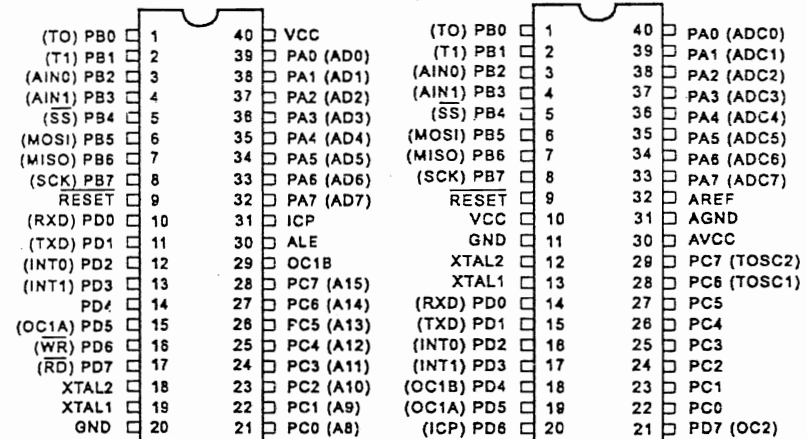 (TO) PB0 1 40 VCC
(T1) PB1 2 39 PA0 (AD0)
(AIN0) PB2 3 38 PA1 (AD1)
(AIN1) PB3 4 37 PA2 (AD2)
(SS) PB4 5 36 PA3 (AD3)
(MOSI) PB5 6 35 PA4 (AD4)
(MISO) PB6 7 34 PA5 (AD5)
(SCK) PB7 8 33 PA6 (AD6)
RESET 9 32 PA7 (AD7)
(RXD) PD0 10 31 ICP
(TXD) PD1 11 30 ALE
(INT0) PD2 12 29 OC1B
(INT1) PD3 13 28 PC7 (A15)
PD4 14 27 PC6 (A14)
(OC1A) PD5 15 26 PC5 (A13)
(WR) PD6 16 25 PC4 (A12)
(RD) PD7 17 24 PC3 (A11)
XTAL2 18 23 PC2 (A10)
XTAL1 19 22 PC1 (A9)
GND 20 21 PC0 (A8)
(TO) PB0 1 40 PA0 (ADC0)
(T1) PB1 2 39 PA1 (ADC1)
(AIN0) PB2 3 38 PA2 (ADC2)
(AIN1) PB3 4 37 PA3 (ADC3)
(SS) PB4 5 36 PA4 (ADC4)
(MOSI) PB5 6 35 PA5 (ADC5)
(MISO) PB6 7 34 PA6 (ADC6)
(SCK) PB7 8 33 PA7 (ADC7)
RESET 9 32 AREF
VCC 10 31 AGND
GND 11 30 AVCC
XTAL2 12 29 PC7 (TOSC2)
XTAL1 13 28 PC6 (TOSC1)
(RXD) PD0 14 27 PC5
(TXD) PD1 15 26 PC4
(INT0) PD2 16 25 PC3
(INT1) PD3 17 24 PC2
(OC1B) PD4 18 23 PC1
(OC1A) PD5 19 22 PC0
(ICP) PD6 20 21 PD7 (OC2)